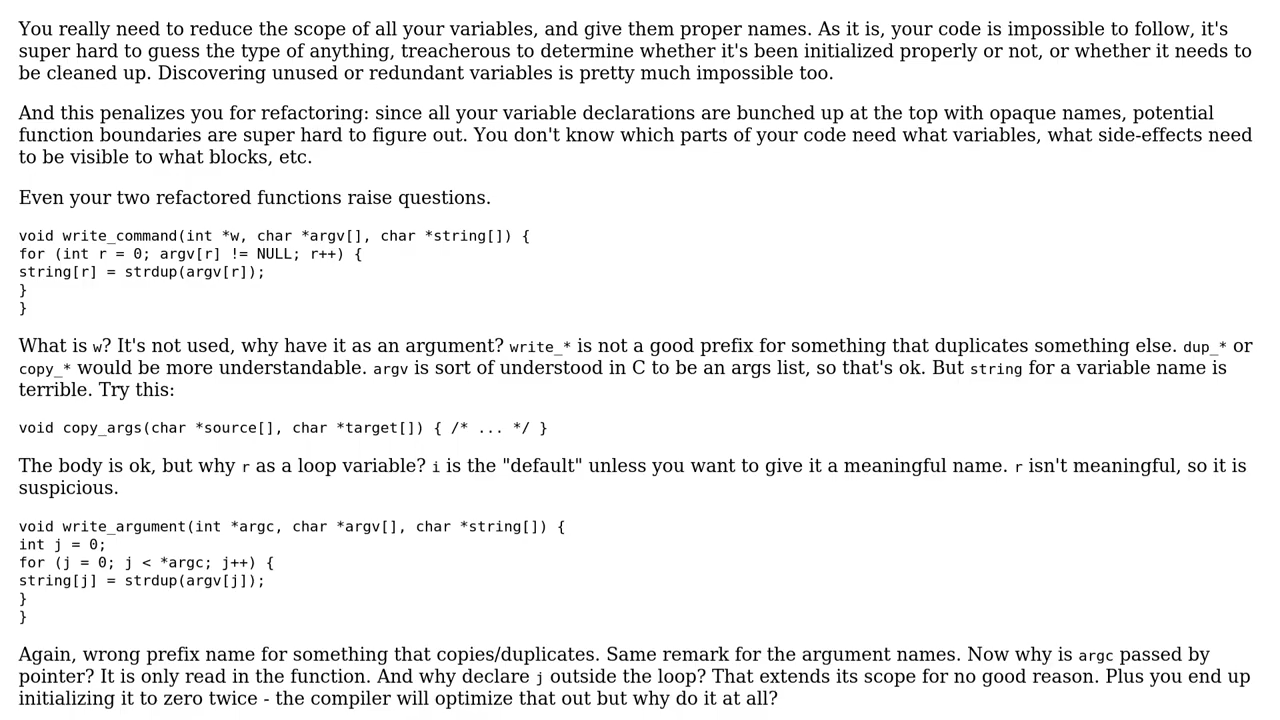 You really need to reduce the scope of all your variables, and give them proper names. As it is, your code is impossible to follow, it's
super hard to guess the type of anything, treacherous to determine whether it's been initialized properly or not, or whether it needs to
be cleaned up. Discovering unused or redundant variables is pretty much impossible too.
And this penalizes you for refactoring: since all your variable declarations are bunched up at the top with opaque names, potential
function boundaries are super hard to figure out. You don't know which parts of your code need what variables, what side-effects need
to be visible to what blocks, etc.
Even your two refactored functions raise questions.
void write_command(int *w, char *argv[], char *string[]) {
for (int r = 0; argv[r] != NULL; r++) {
string[r] = strdup(argv[r]);
}
}
What is w? It's not used, why have it as an argument? write_* is not a good prefix for something that duplicates something else. dup_* or
copy_* would be more understandable. argv is sort of understood in C to be an args list, so that's ok. But string for a variable name is
terrible. Try this:
void copy_args(char *source[], char *target[]) { /* ... */ }
The body is ok, but why r as a loop variable? i is the "default" unless you want to give it a meaningful name. r isn't meaningful, so it is
suspicious.
void write_argument(int *argc, char *argv[], char *string[]) {
int j = 0;
for (j = 0; j < *argc; j++) {
string[j] = strdup(argv[j]);
}
}
Again, wrong prefix name for something that copies/duplicates. Same remark for the argument names. Now why is argc passed by
pointer? It is only read in the function. And why declare j outside the loop? That extends its scope for no good reason. Plus you end up
initializing it to zero twice - the compiler will optimize that out but why do it at all?